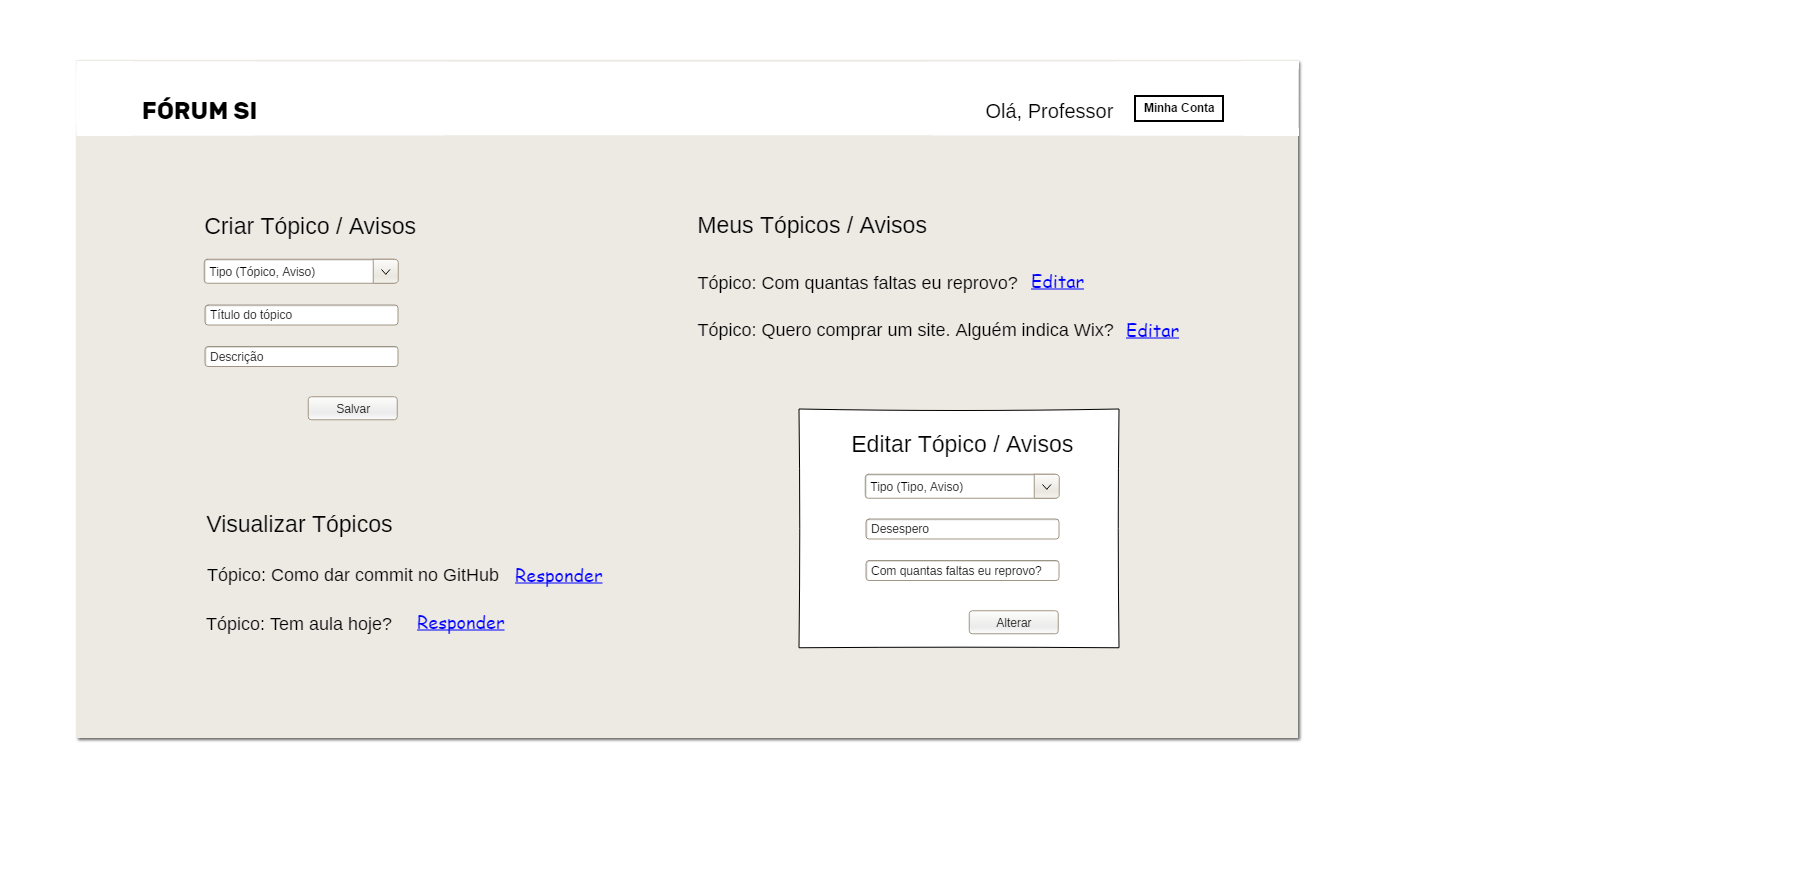 FÓRUM SI
Olá, Professor
Minha Conta
Criar Tópico / Avisos
Tipo (Tópico, Aviso)
Título do tópico
Descrição
Salvar
Visualizar Tópicos
Tópico: Como dar commit no GitHub Responder
Tópico: Tem aula hoje? Responder
Meus Tópicos / Avisos
Tópico: Com quantas faltas eu reprovo? Editar
Tópico: Quero comprar um site. Alguém indica Wix? Editar
Editar Tópico / Avisos
Tipo (Tipo, Aviso)
Desespero
Com quantas faltas eu reprovo?
Alterar